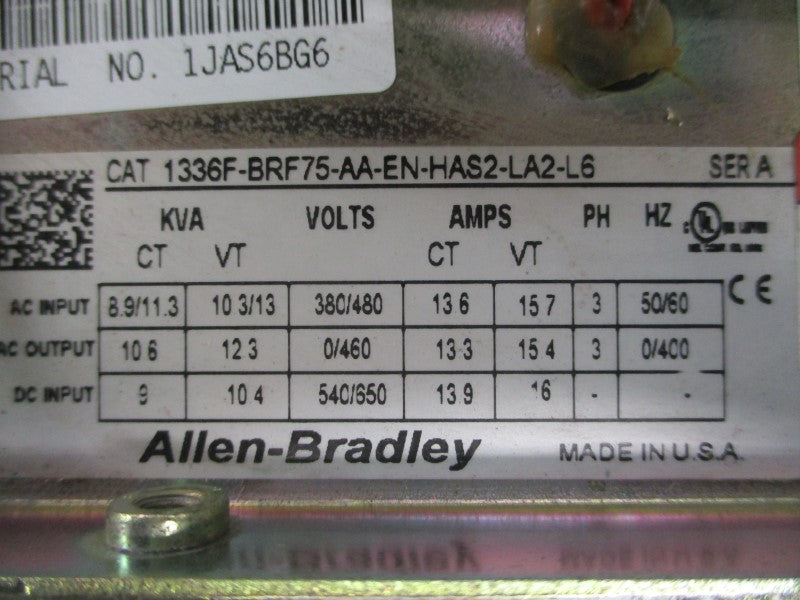 RIAL NO. 1JAS6BG6
CAT 1336F-BRF75-AA-EN-HAS2-LA2-L6 SER A
KVA VOLTS AMPS PH HZ UL
CT VT CT VT
CE
AC INPUT 8.9/11.3 10 3/13 380/480 13 6 15 7 3 50/60
AC OUTPUT 10 6 12 3 0/460 13 3 15 4 3 0/400
DC INPUT 9 10 4 540/650 13 9 16 - -
Allen-Bradley MADE IN U.S.A.